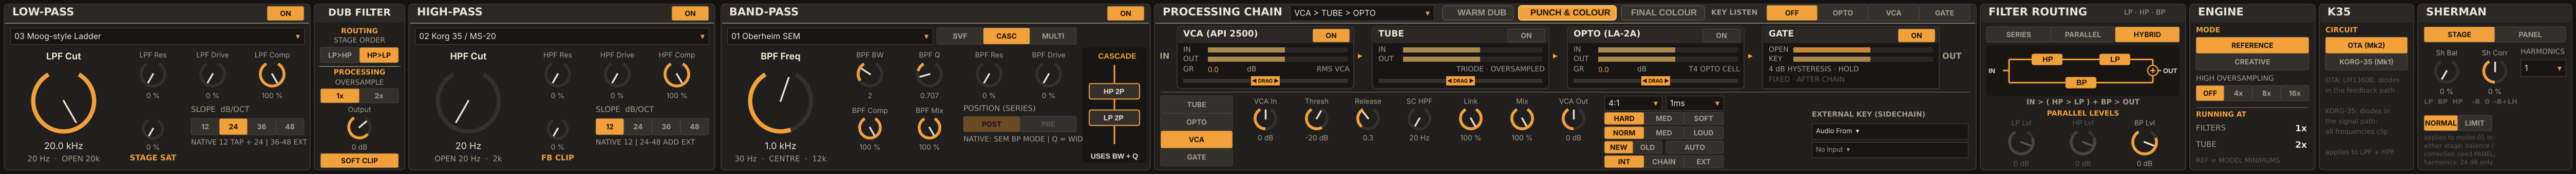 LOW-PASS
ON
03 Moog-style Ladder
LPF Cut
20.0 kHz
20 Hz · OPEN 20k
LPF Res
0 %
LPF Drive
0 %
LPF Comp
100 %
0 %
STAGE SAT
SLOPE dB/OCT
12 24 36 48
NATIVE 12 TAP + 24 | 36-48 EXT
DUB FILTER
ROUTING
STAGE ORDER
LP>HP HP>LP
PROCESSING
OVERSAMPLE
1x 2x
Output
0 dB
SOFT CLIP
HIGH-PASS
ON
02 Korg 35 / MS-20
HPF Cut
20 Hz
OPEN 20 Hz · 2k
HPF Res
0 %
HPF Drive
0 %
HPF Comp
100 %
0 %
FB CLIP
SLOPE dB/OCT
12 24 36 48
NATIVE 12 | 24-48 ADD EXT
BAND-PASS
ON
01 Oberheim SEM
SVF CASC MULTI
BPF Freq
1.0 kHz
30 Hz · CENTRE · 12k
BPF BW
2
BPF Q
0.707
BPF Res
0 %
BPF Drive
0 %
BPF Comp
100 %
BPF Mix
100 %
POSITION (SERIES)
POST PRE
NATIVE: SEM BP MODE | Q = WID
CASCADE
HP 2P
LP 2P
USES BW + Q
PROCESSING CHAIN
VCA > TUBE > OPTO
WARM DUB PUNCH & COLOUR FINAL COLOUR
KEY LISTEN
OFF OPTO VCA GATE
IN
VCA (API 2500) ON
IN
OUT
GR 0.0 dB RMS VCA
DRAG
TUBE ON
IN
OUT
TRIODE · OVERSAMPLED
DRAG
OPTO (LA-2A) ON
IN
OUT
GR 0.0 dB T4 OPTO CELL
DRAG
GATE ON
OPEN
KEY
4 dB HYSTERESIS · HOLD
FIXED · AFTER CHAIN
OUT
TUBE
OPTO
VCA
GATE
VCA In
0 dB
Thresh
-20 dB
Release
0.3
SC HPF
20 Hz
Link
100 %
Mix
100 %
VCA Out
0 dB
4:1 1ms
HARD MED SOFT
NORM MED LOUD
NEW OLD AUTO
INT CHAIN EXT
EXTERNAL KEY (SIDECHAIN)
Audio From
No Input
FILTER ROUTING
LP · HP · BP
SERIES PARALLEL HYBRID
IN HP LP OUT
BP
IN > ( HP > LP ) + BP > OUT
PARALLEL LEVELS
LP Lvl
0 dB
HP Lvl
0 dB
BP Lvl
0 dB
ENGINE
MODE
REFERENCE
CREATIVE
HIGH OVERSAMPLING
OFF 4x 8x 16x
RUNNING AT
FILTERS 1x
TUBE 2x
REF = MODEL MINIMUMS
K35
CIRCUIT
OTA (Mk2)
KORG-35 (Mk1)
OTA: LM13600, diodes
in the feedback path
KORG-35: diodes in
the signal path:
all frequencies clip
applies to LPF + HPF
SHERMAN
STAGE PANEL
Sh Bal
0 %
LP BP HP
Sh Corr
0 %
-B 0 -B+LH
HARMONICS
1
NORMAL LIMIT
applies to model 01 in
either stage; balance /
correction need PANEL;
harmonics: 24 dB only